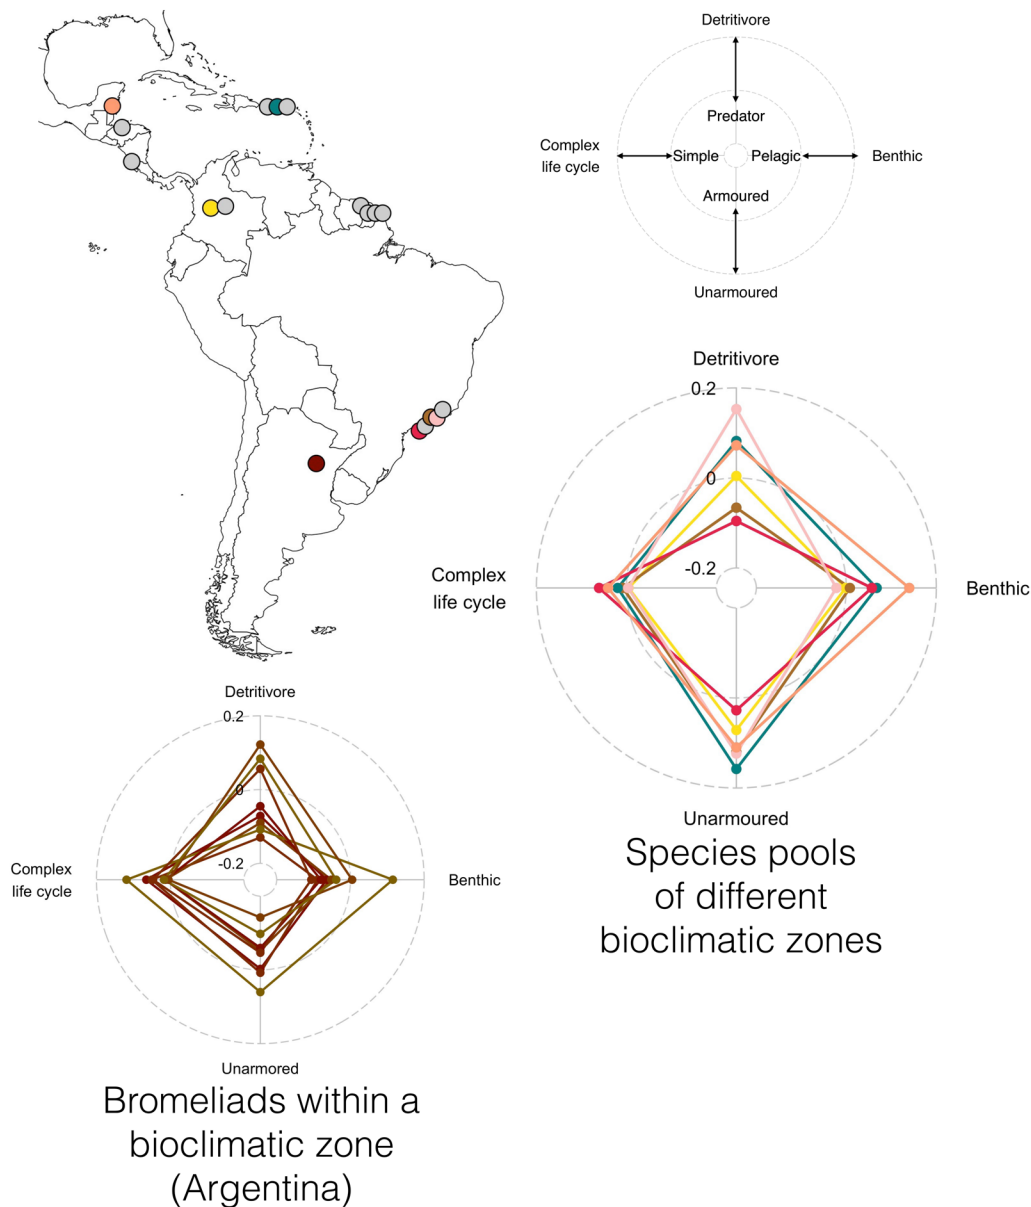 Detritivore
Predator
Complex
life cycle
Simple
Pelagic
Benthic
Armoured
Unarmoured
Detritivore
0.2
0
-0.2
Complex
life cycle
Benthic
Unarmoured
Species pools
of different
bioclimatic zones
Detritivore
0.2
0
-0.2
Complex
life cycle
Benthic
Unarmored
Bromeliads within a
bioclimatic zone
(Argentina)